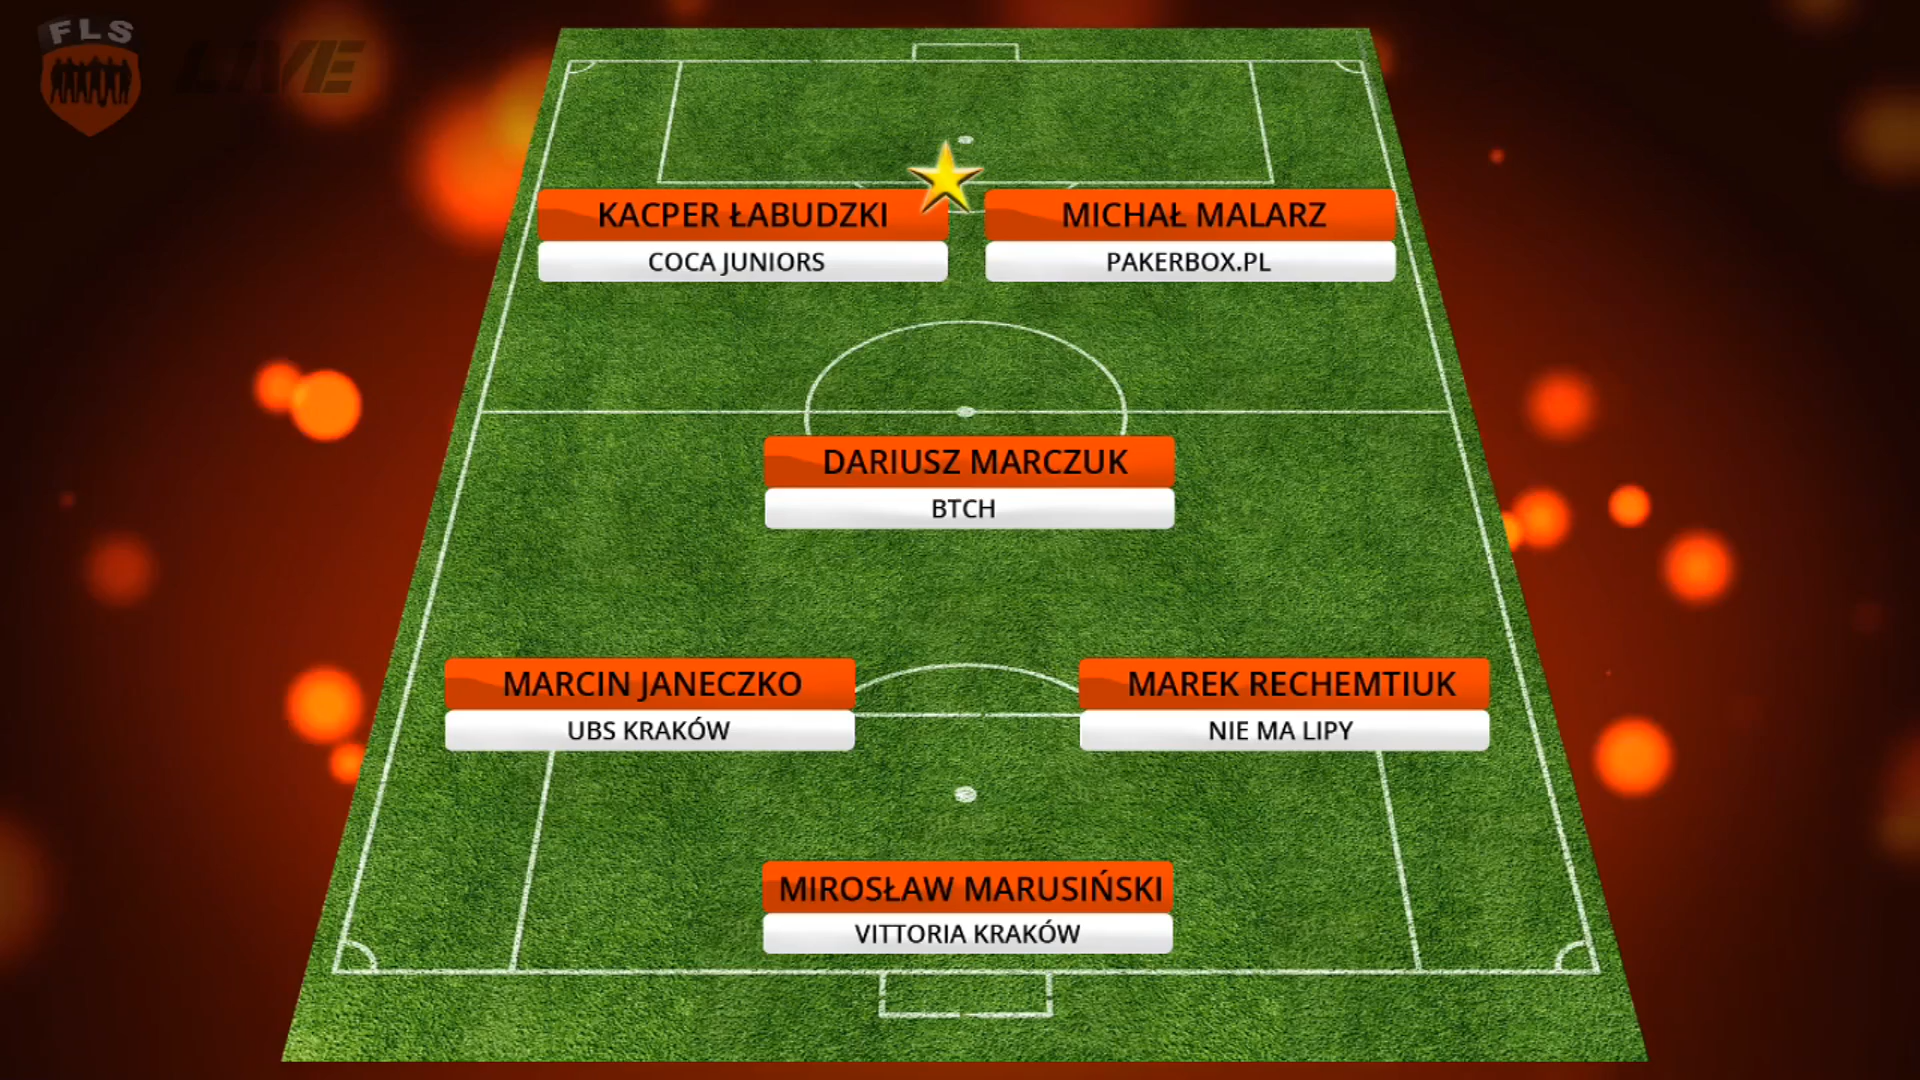 FLS
LIVE
KACPER ŁABUDZKI
COCA JUNIORS
MICHAŁ MALARZ
PAKERBOX.PL
DARIUSZ MARCZUK
BTCH
MARCIN JANECZKO
UBS KRAKÓW
MAREK RECHEMTIUK
NIE MA LIPY
MIROSŁAW MARUSIŃSKI
VITTORIA KRAKÓW